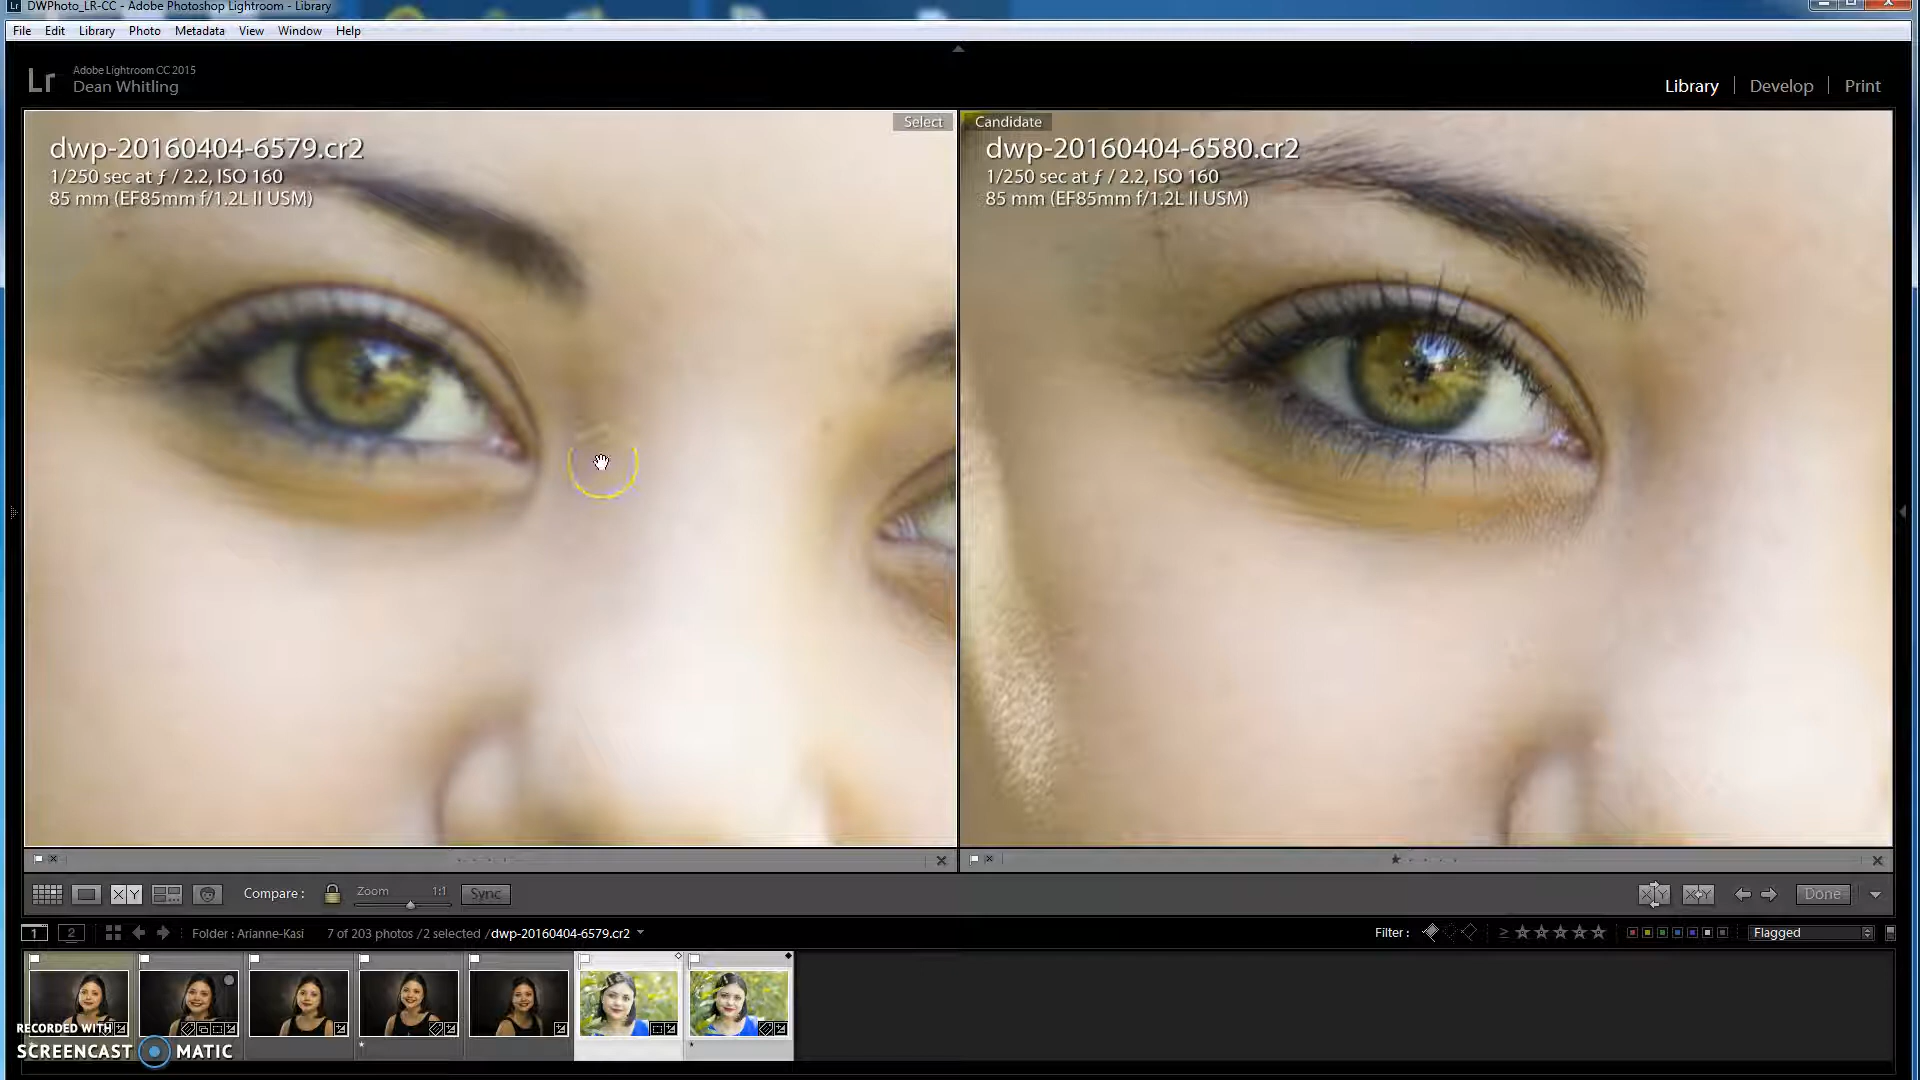 DWPhoto_LR-CC - Adobe Photoshop Lightroom - Library
File Edit Library Photo Metadata View Window Help
Lr
Adobe Lightroom CC 2015
Dean Whitling
Library | Develop | Print
Select
dwp-20160404-6579.cr2
1/250 sec at ƒ / 2.2, ISO 160
85 mm (EF85mm f/1.2L II USM)
Candidate
dwp-20160404-6580.cr2
1/250 sec at ƒ / 2.2, ISO 160
85 mm (EF85mm f/1.2L II USM)
X Y
Compare : Zoom 1:1 Sync
X Y X Y Done
1 2 Folder : Arianne-Kasi 7 of 203 photos /2 selected /dwp-20160404-6579.cr2
Filter : ≥ Flagged
RECORDED WITH
SCREENCAST MATIC